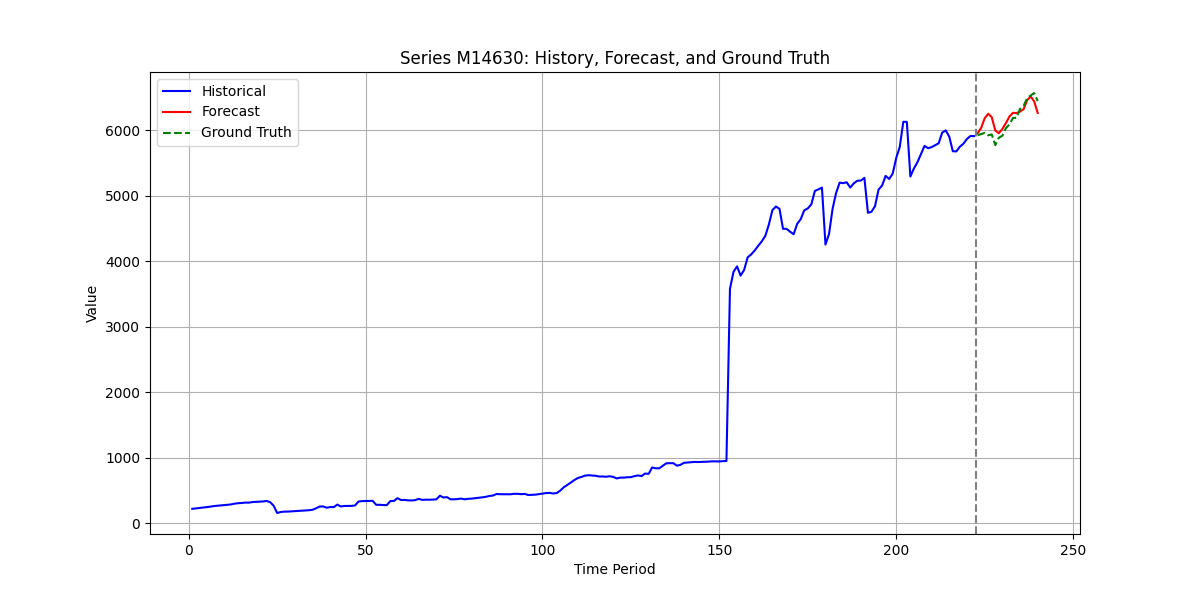 Series M14630: History, Forecast, and Ground Truth
Historical
Forecast
Ground Truth
Value
6000
5000
4000
3000
2000
1000
0
0 50 100 150 200 250
Time Period